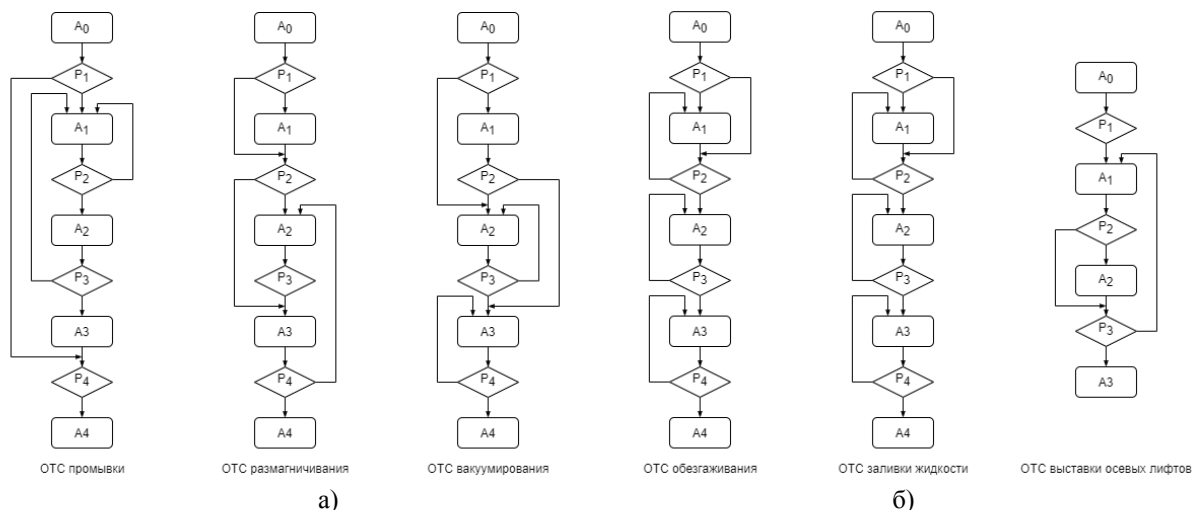 A0
P1
A1
P2
A2
P3
A3
P4
A4
ОТС промывки
A0
P1
A1
P2
A2
P3
A3
P4
A4
ОТС размагничивания
A0
P1
A1
P2
A2
P3
A3
P4
A4
ОТС вакуумирования
A0
P1
A1
P2
A2
P3
A3
P4
A4
ОТС обезгаживания
A0
P1
A1
P2
A2
P3
A3
P4
A4
ОТС заливки жидкости
A0
P1
A1
P2
A2
P3
A3
ОТС выставки осевых лифтов
а)
б)